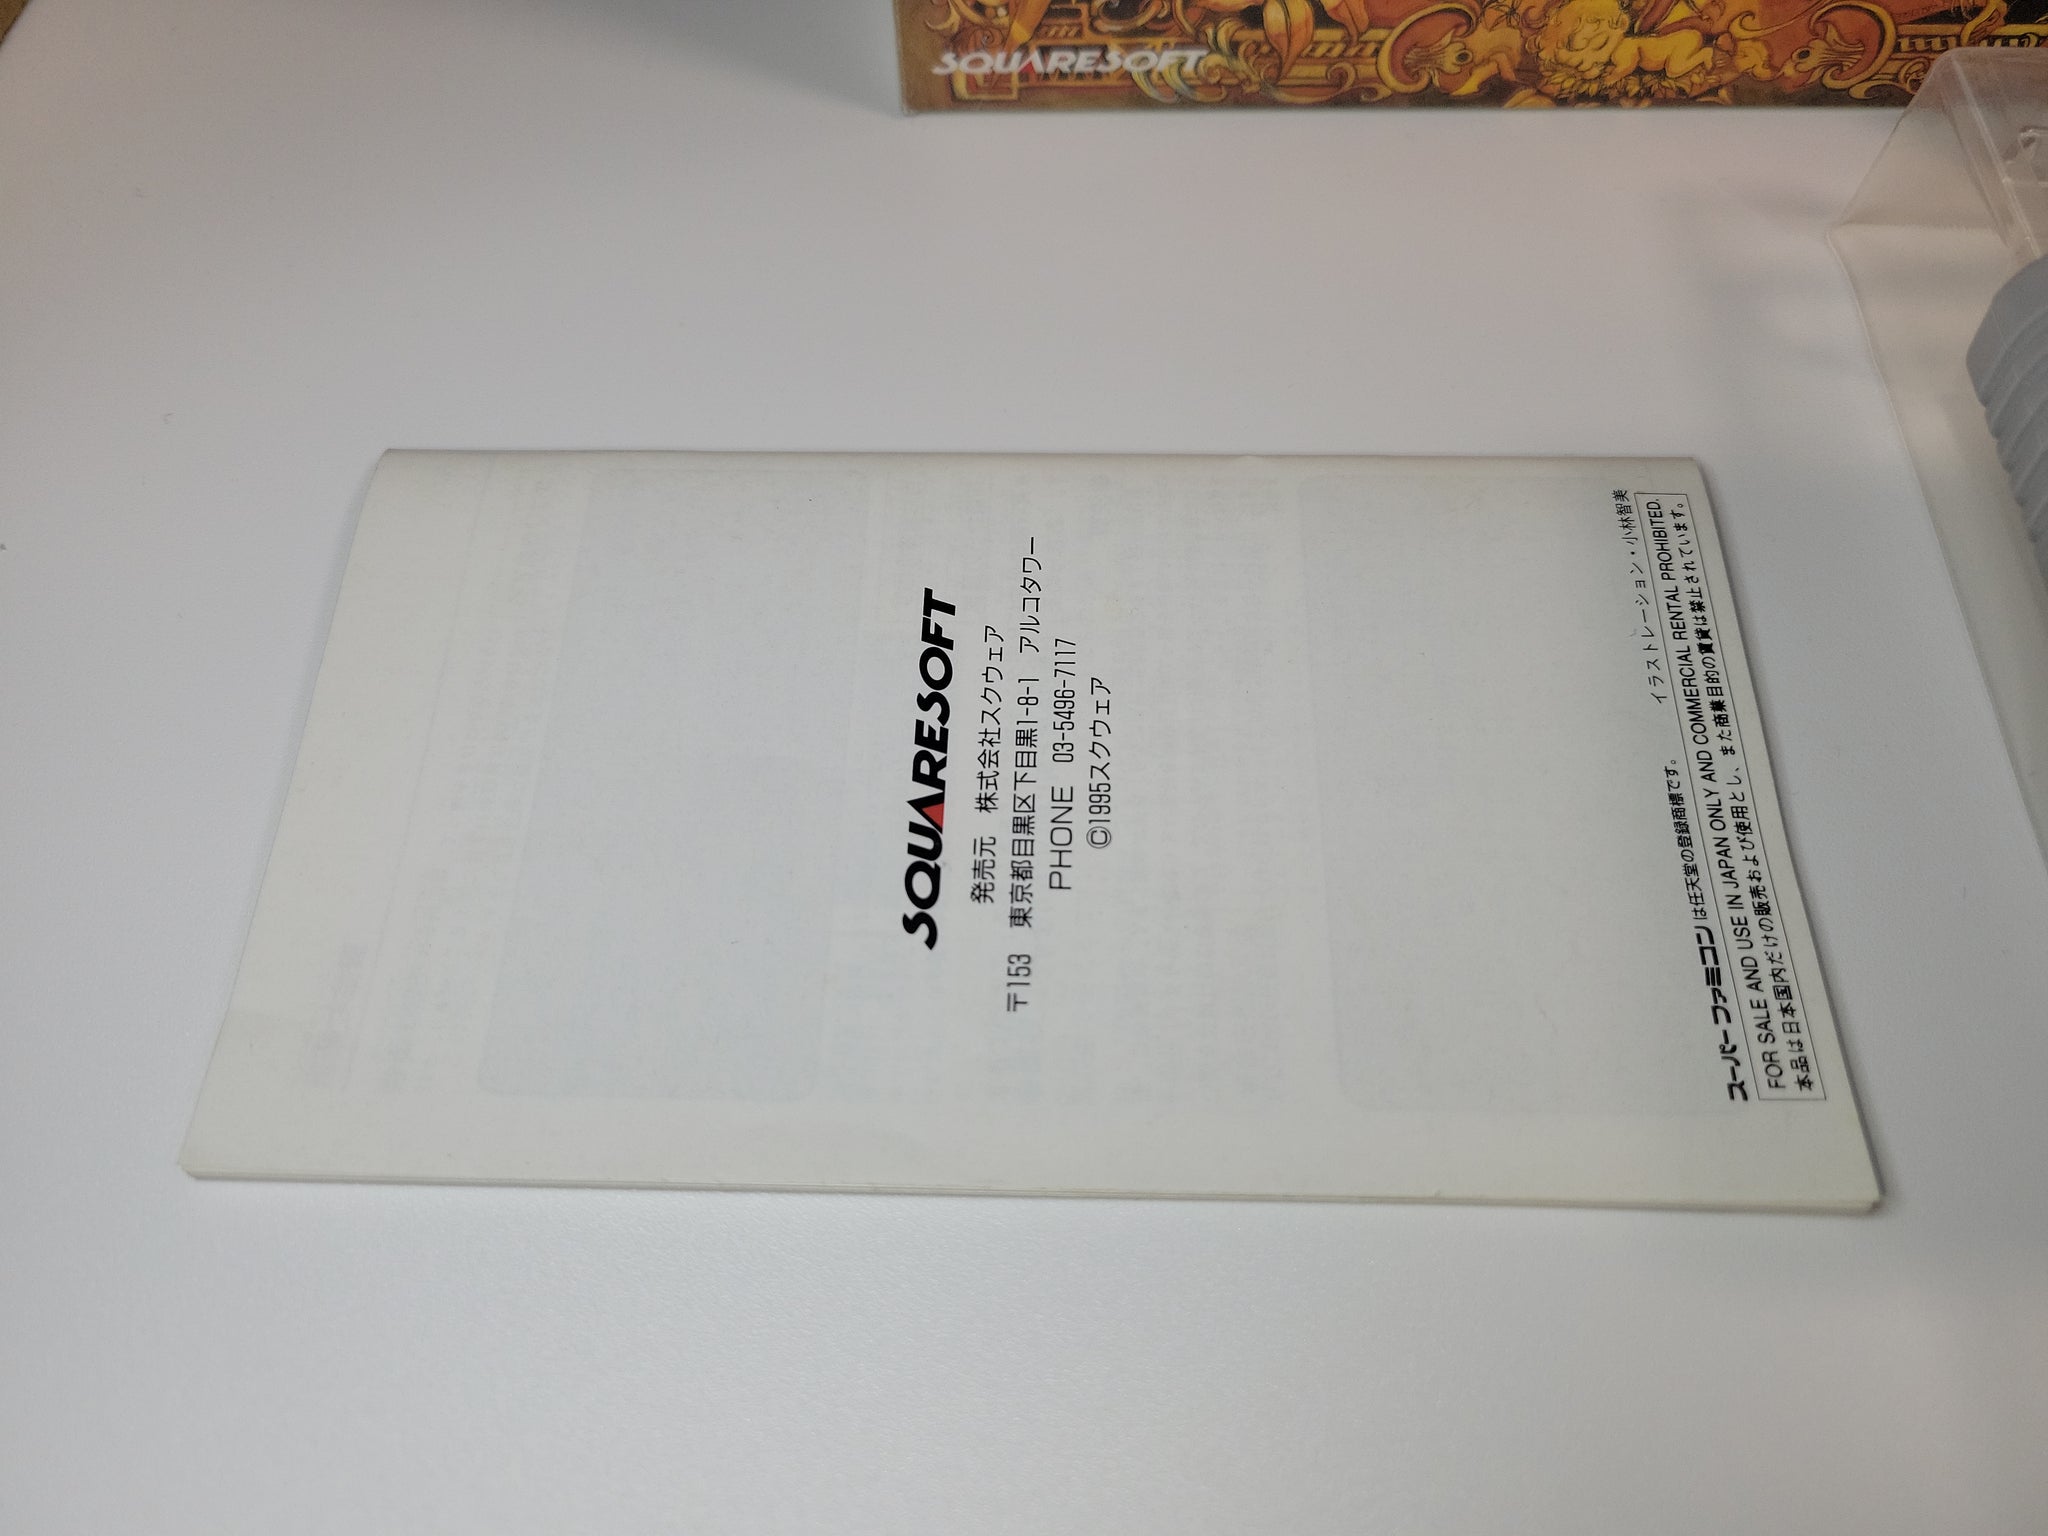 SQUARESOFT
SQUARESOFT
発売元 株式会社スクウェア
〒153 東京都目黒区下目黒1-8-1 アルコタワー
PHONE 03-5496-7117
©1995スクウェア
イラストレーション・小林智美
スーパーファミコン は任天堂の登録商標です。
FOR SALE AND USE IN JAPAN ONLY AND COMMERCIAL RENTAL PROHIBITED.
本品は日本国内だけの販売および使用とし、また商業目的の賃貸は禁止されています。